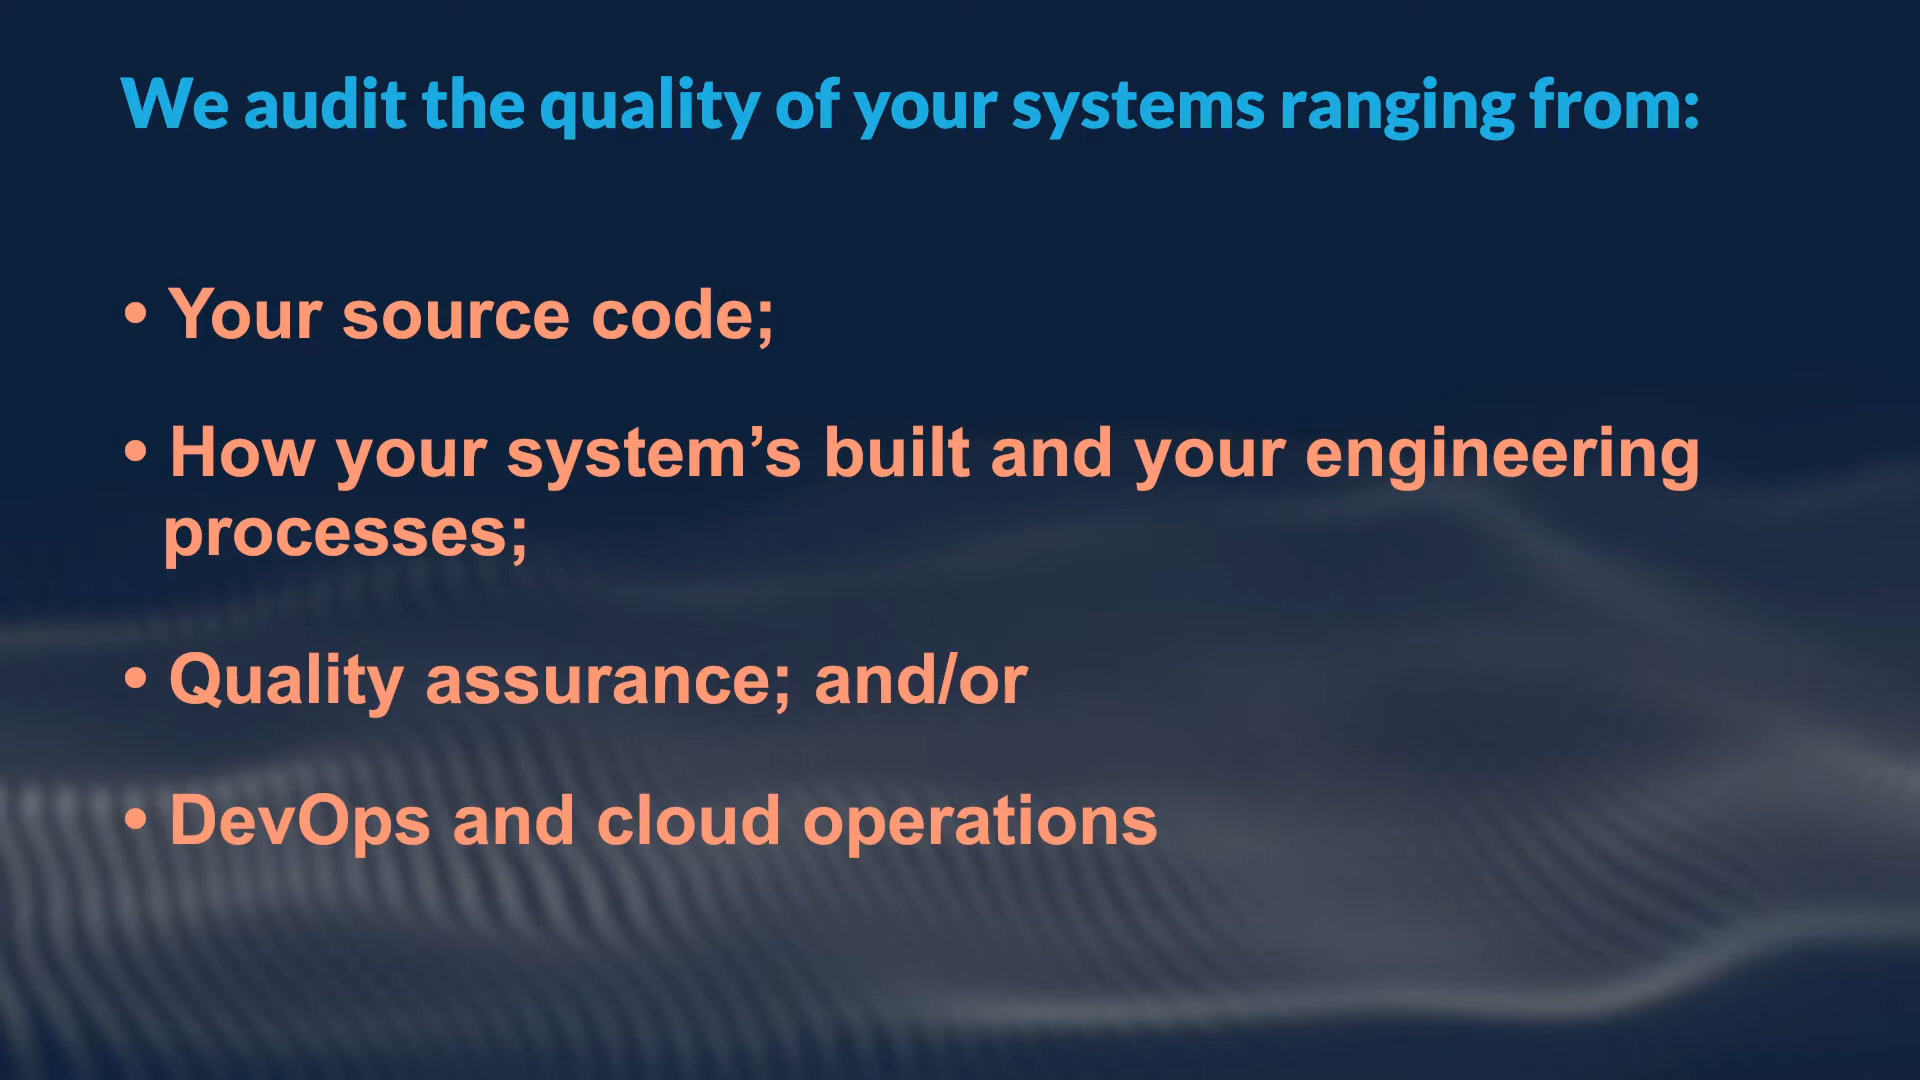 We audit the quality of your systems ranging from:
• Your source code;
• How your system’s built and your engineering
processes;
• Quality assurance; and/or
• DevOps and cloud operations